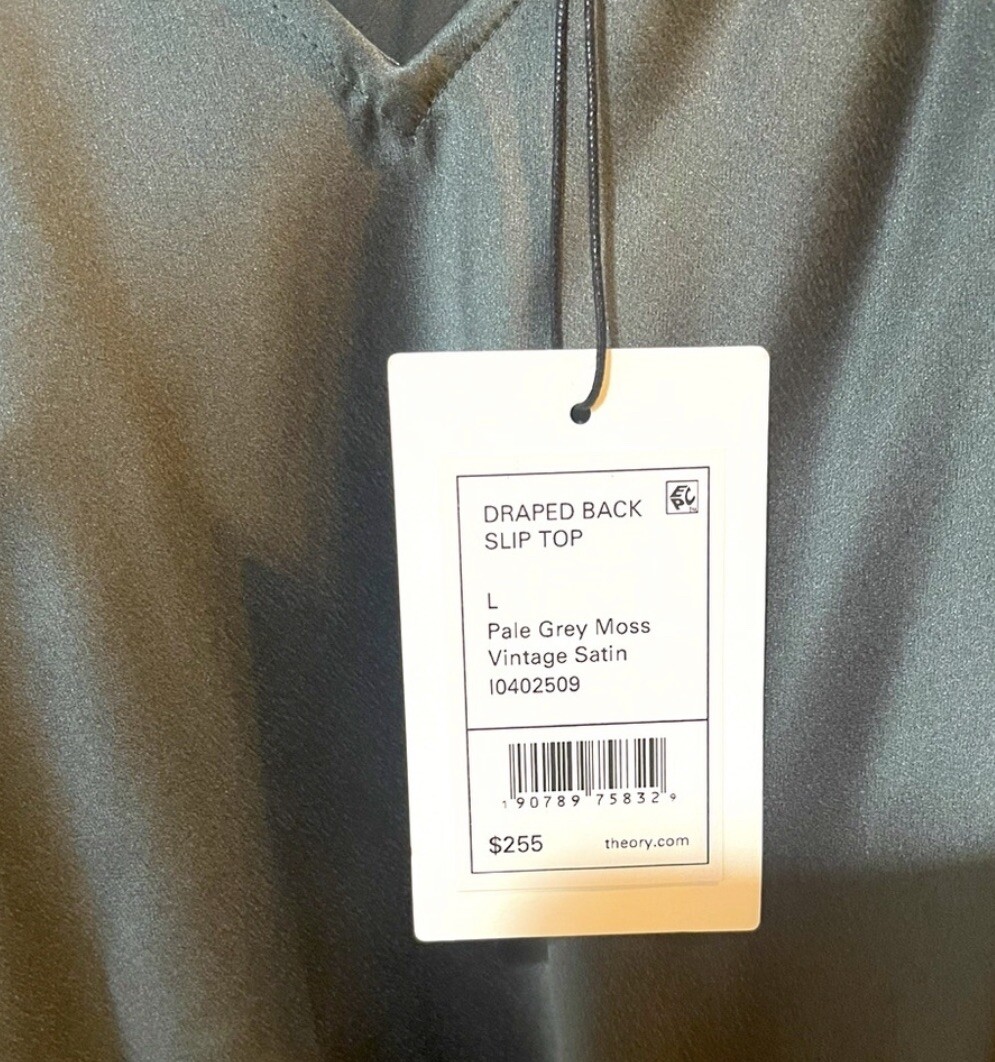 DRAPED BACK
SLIP TOP
L
Pale Grey Moss
Vintage Satin
I0402509
1 90789 75832 9
$255 theory.com